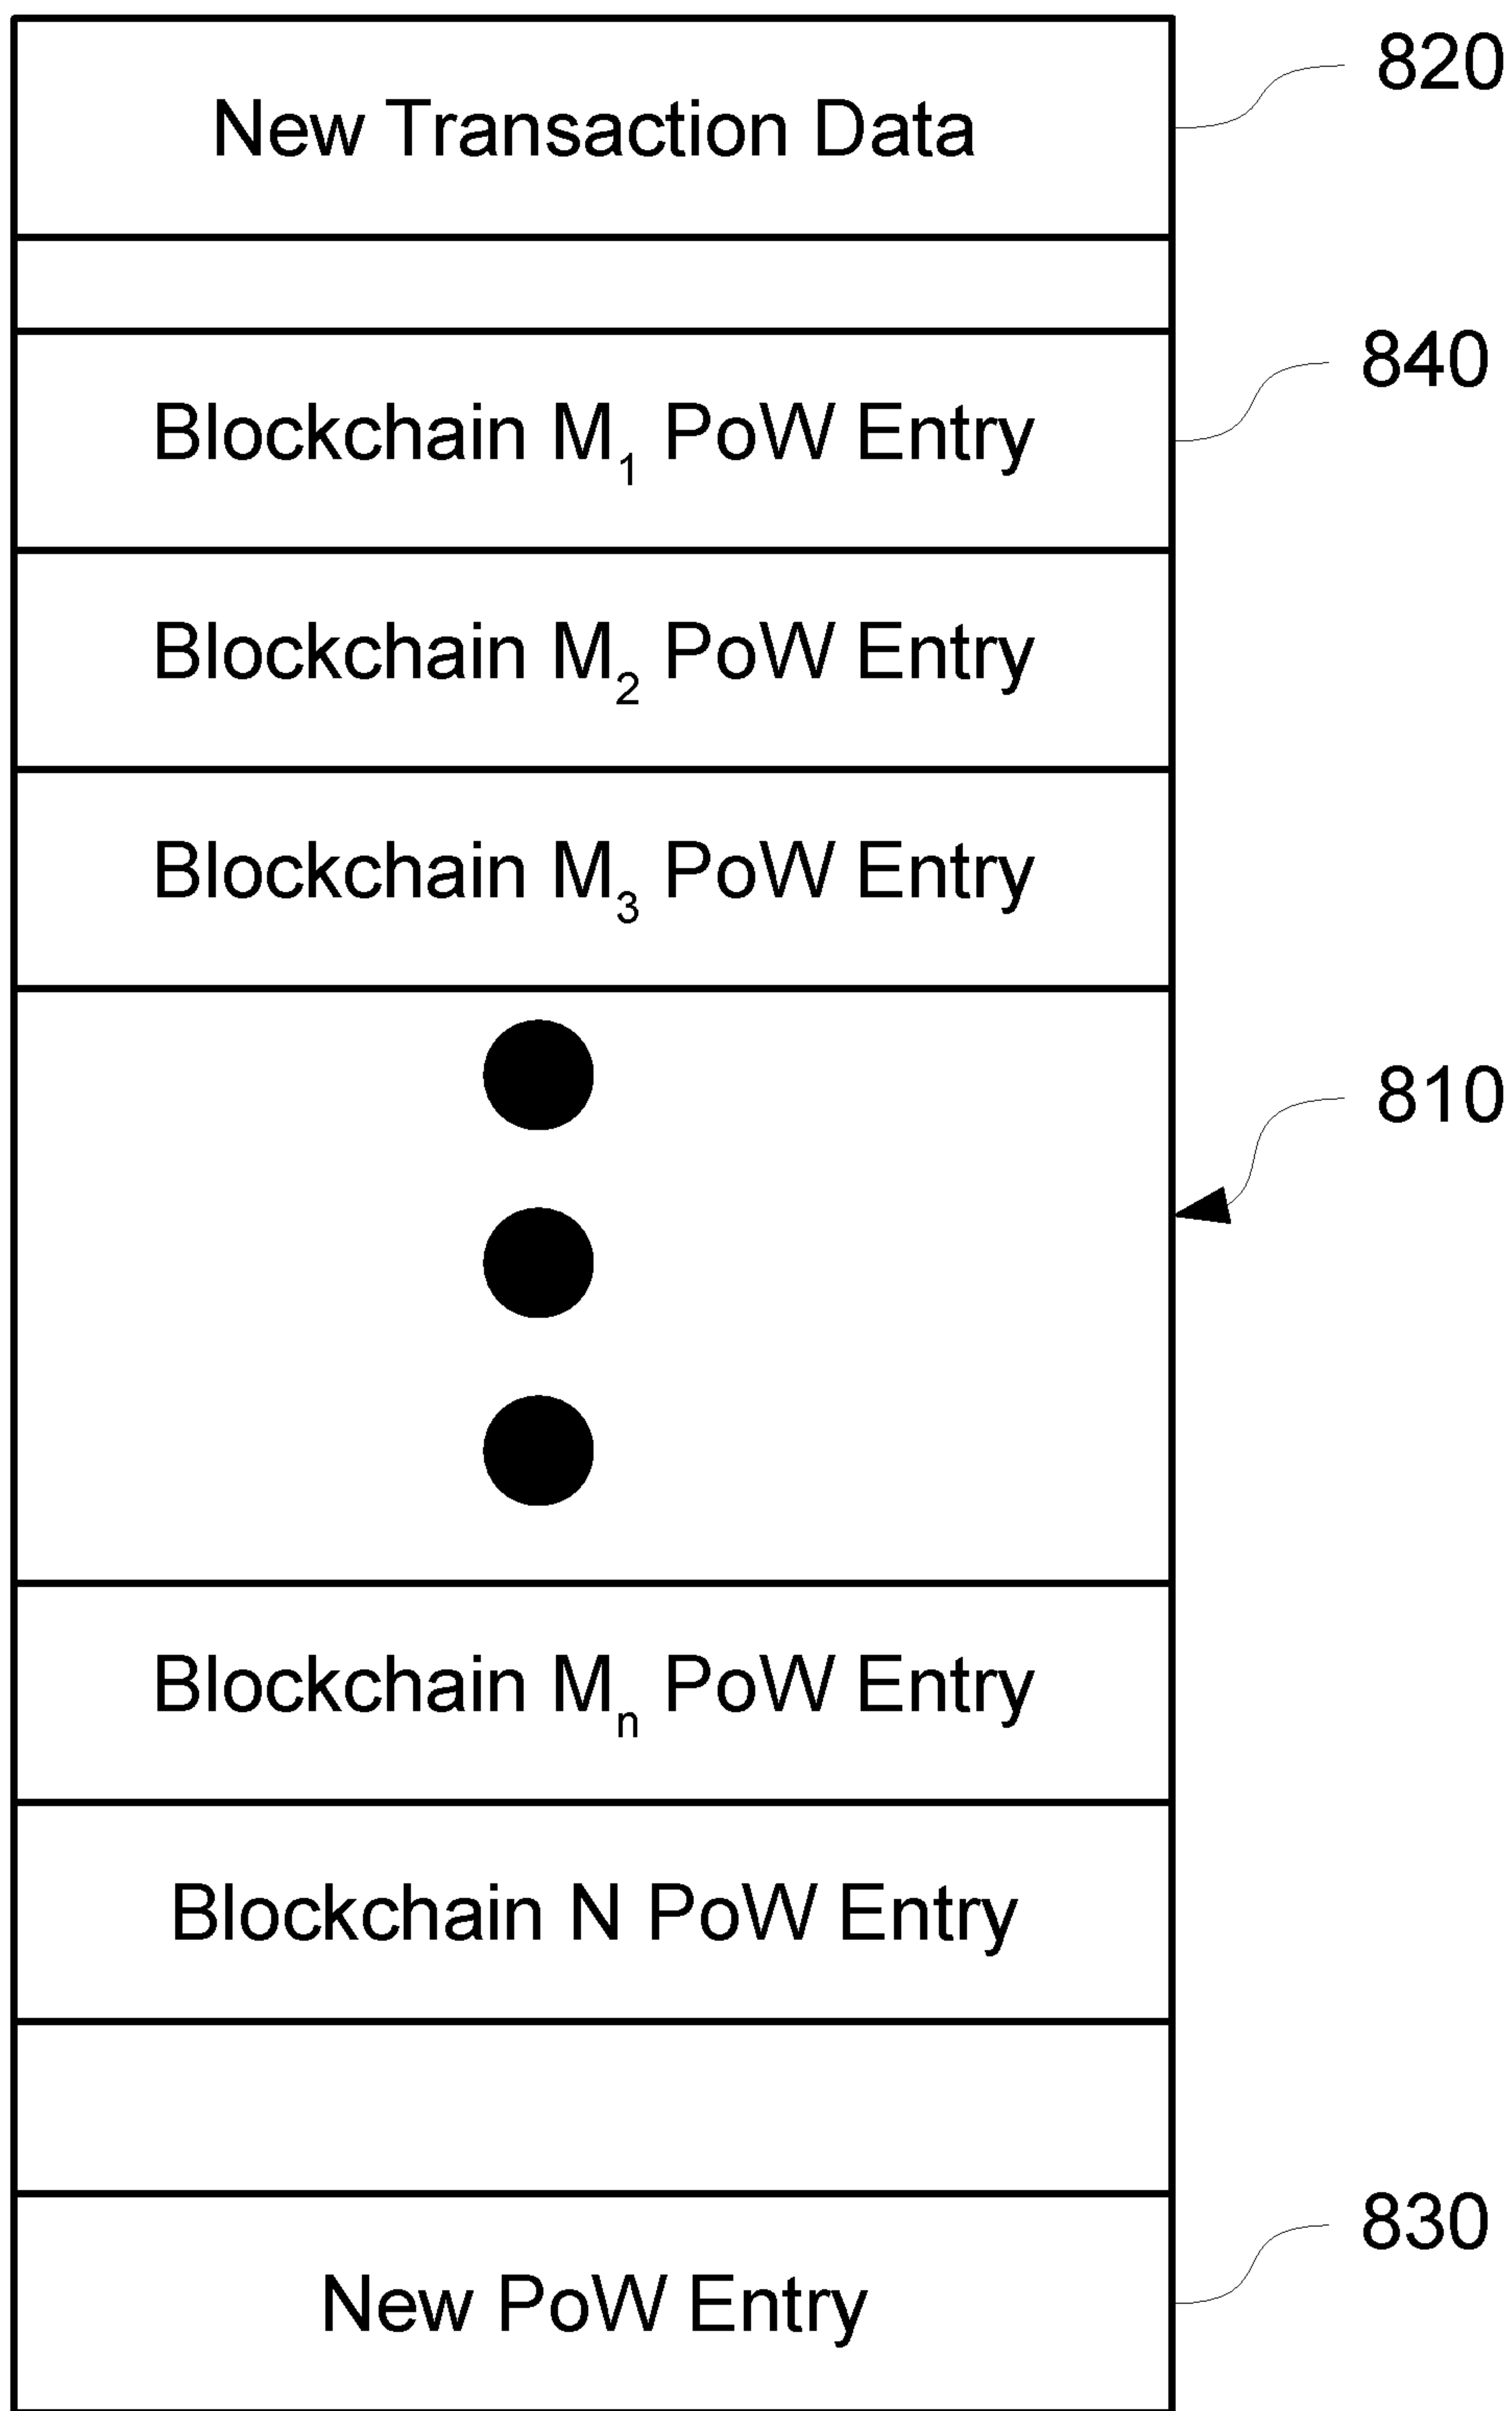 New Transaction Data
820
Blockchain M₁ PoW Entry
840
Blockchain M₂ PoW Entry
Blockchain M₃ PoW Entry
810
Blockchain Mₙ PoW Entry
Blockchain N PoW Entry
New PoW Entry
830